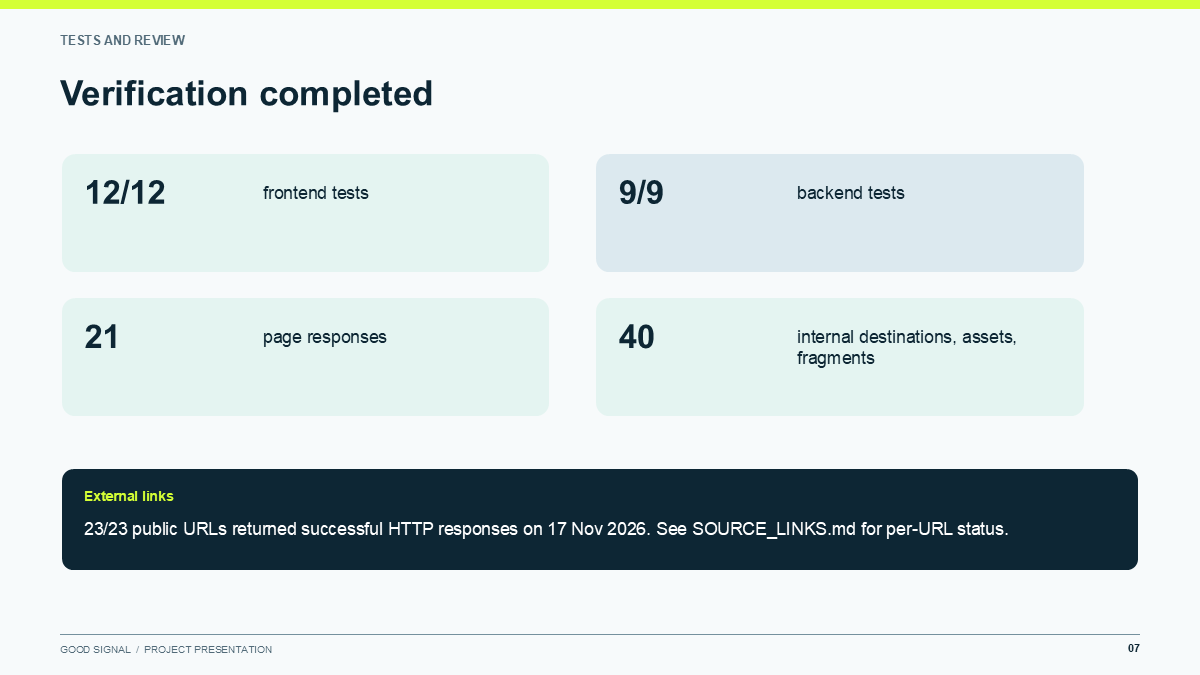 TESTS AND REVIEW
Verification completed
12/12
frontend tests
9/9
backend tests
21
page responses
40
internal destinations, assets,
fragments
External links
23/23 public URLs returned successful HTTP responses on 17 Nov 2026. See SOURCE_LINKS.md for per-URL status.
GOOD SIGNAL / PROJECT PRESENTATION
07